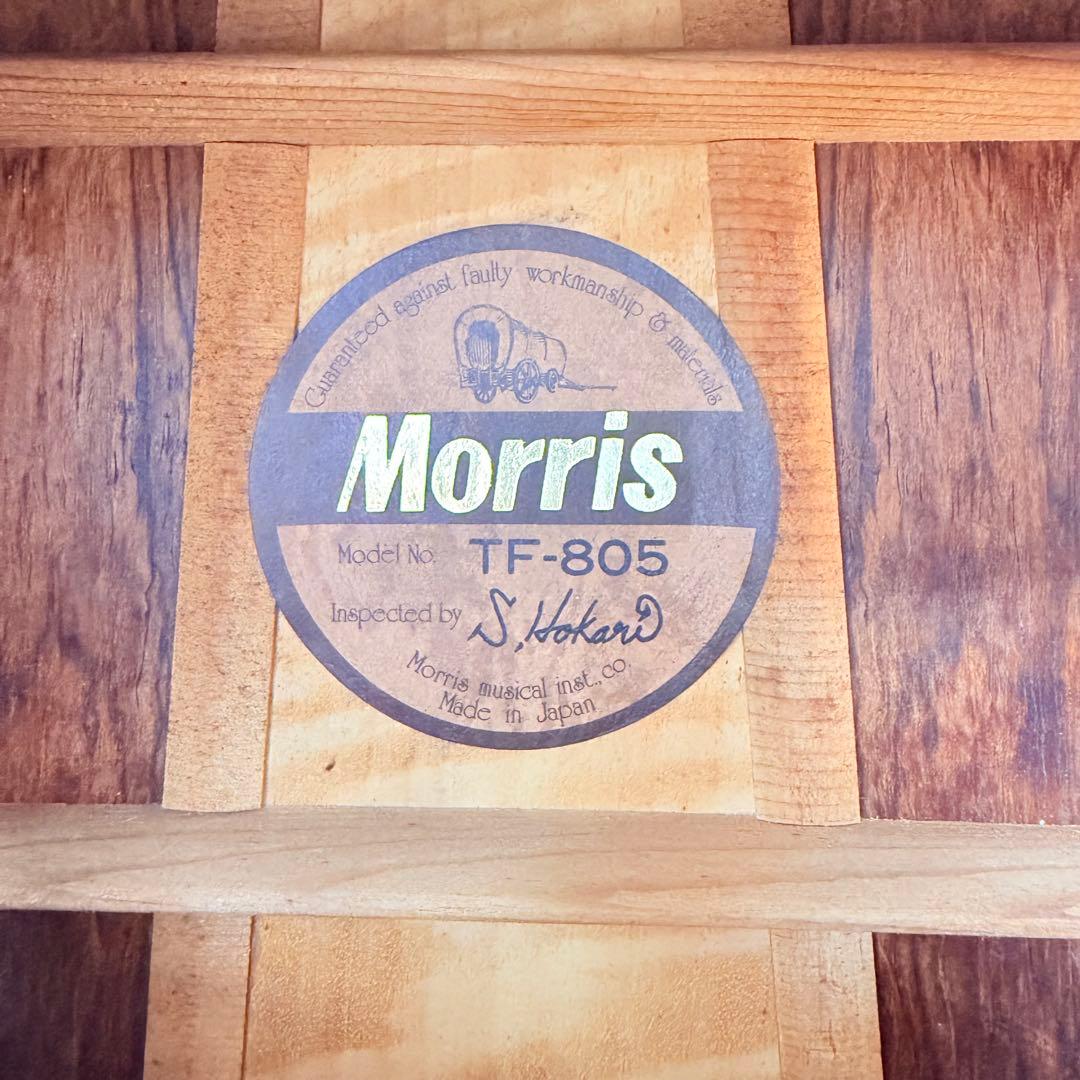 Guaranteed against faulty workmanship & materials
Morris
Model No. TF-805
Inspected by S. Hokari
Morris musical inst., co.
Made in Japan